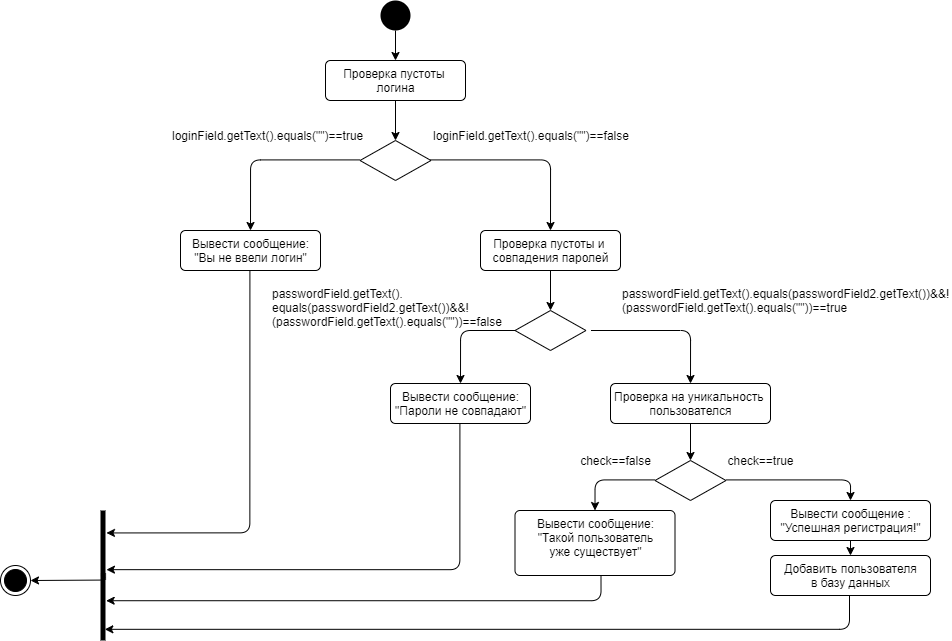 Проверка пустоты
логина
loginField.getText().equals("")==true
loginField.getText().equals("")==false
Вывести сообщение:
"Вы не ввели логин"
Проверка пустоты и
совпадения паролей
passwordField.getText().
equals(passwordField2.getText())&&!
(passwordField.getText().equals(""))==false
passwordField.getText().equals(passwordField2.getText())&&!
(passwordField.getText().equals(""))==true
Вывести сообщение:
"Пароли не совпадают"
Проверка на уникальность
пользователся
check==false
check==true
Вывести сообщение:
"Такой пользователь
уже существует"
Вывести сообщение :
"Успешная регистрация!"
Добавить пользователя
в базу данных